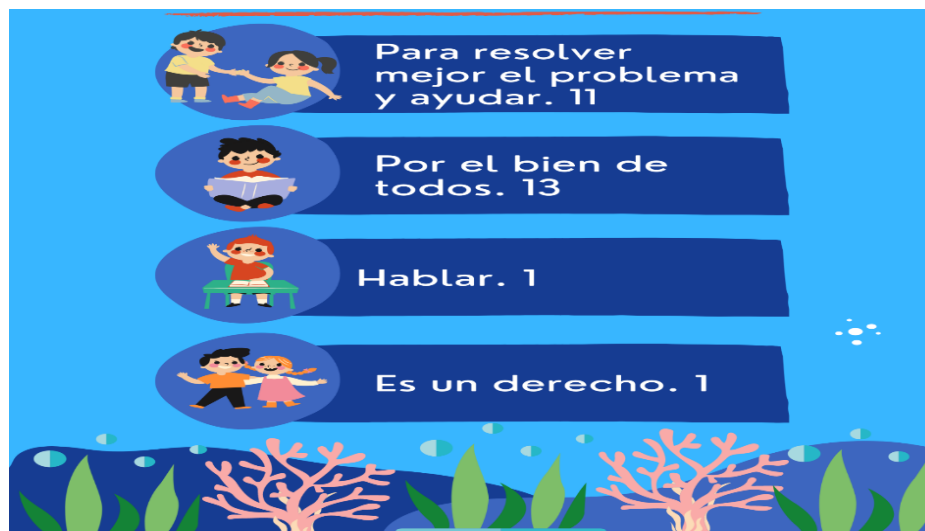 Para resolver
mejor el problema
y ayudar. 11
Por el bien de
todos. 13
Hablar. 1
Es un derecho. 1